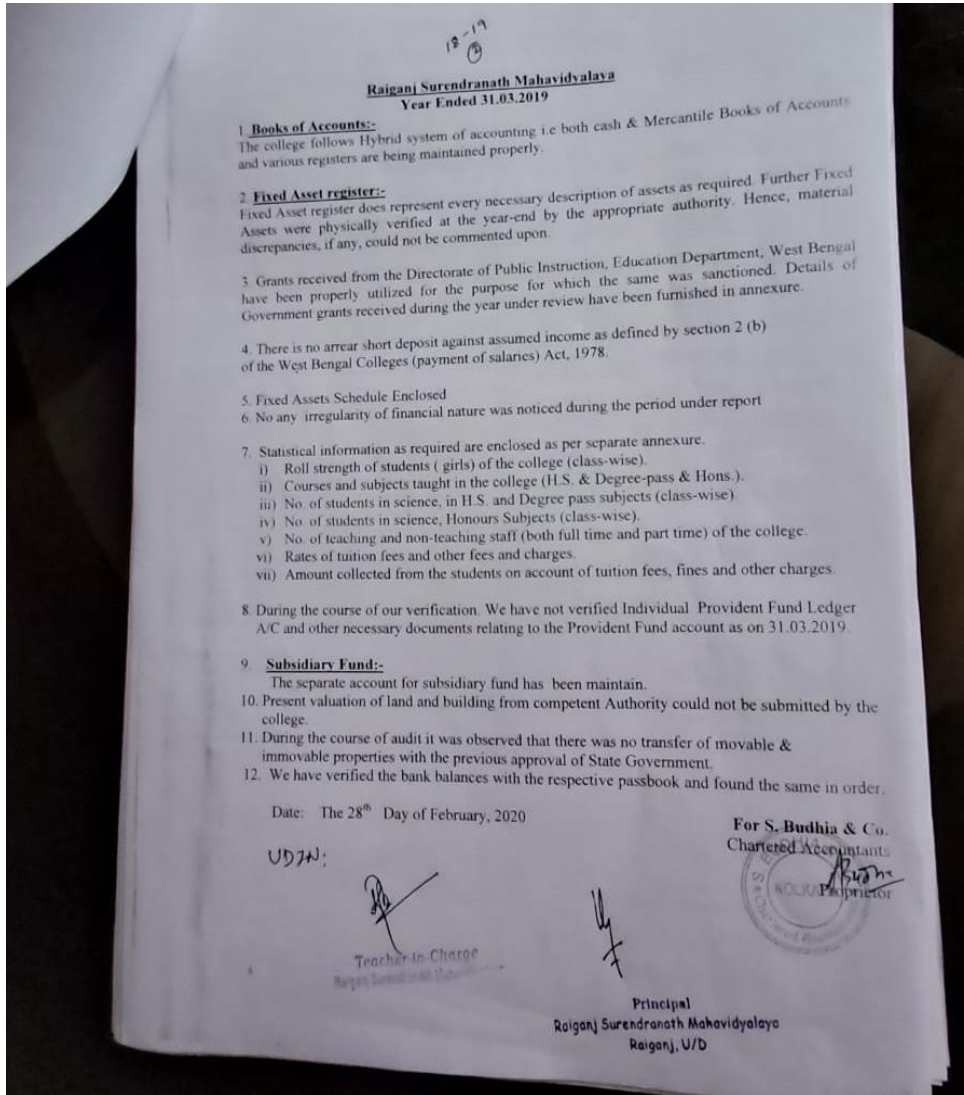 18-19
Raiganj Surendranath Mahavidyalaya
Year Ended 31.03.2019
1. Books of Accounts:-
The college follows Hybrid system of accounting i.e both cash & Mercantile Books of Accounts
and various registers are being maintained properly.
2. Fixed Asset register:-
Fixed Asset register does represent every necessary description of assets as required. Further Fixed
Assets were physically verified at the year-end by the appropriate authority. Hence, material
discrepancies, if any, could not be commented upon.
3. Grants received from the Directorate of Public Instruction, Education Department, West Bengal
have been properly utilized for the purpose for which the same was sanctioned. Details of
Government grants received during the year under review have been furnished in annexure.
4. There is no arrear short deposit against assumed income as defined by section 2 (b)
of the West Bengal Colleges (payment of salaries) Act, 1978.
5. Fixed Assets Schedule Enclosed
6. No any irregularity of financial nature was noticed during the period under report
7. Statistical information as required are enclosed as per separate annexure.
i) Roll strength of students ( girls) of the college (class-wise).
ii) Courses and subjects taught in the college (H.S. & Degree-pass & Hons.).
iii) No. of students in science, in H.S. and Degree pass subjects (class-wise)
iv) No. of students in science, Honours Subjects (class-wise).
v) No. of teaching and non-teaching staff (both full time and part time) of the college.
vi) Rates of tuition fees and other fees and charges.
vii) Amount collected from the students on account of tuition fees, fines and other charges.
8. During the course of our verification. We have not verified Individual Provident Fund Ledger
A/C and other necessary documents relating to the Provident Fund account as on 31.03.2019.
9. Subsidiary Fund:-
The separate account for subsidiary fund has been maintain.
10. Present valuation of land and building from competent Authority could not be submitted by the
college.
11. During the course of audit it was observed that there was no transfer of movable &
immovable properties with the previous approval of State Government.
12. We have verified the bank balances with the respective passbook and found the same in order.
Date: The 28th Day of February, 2020
For S. Budhia & Co.
Chartered Accountants
UDIN:
Proprietor
Teacher-In-Charge
Principal
Raiganj Surendranath Mahavidyalaya
Raiganj, U/D